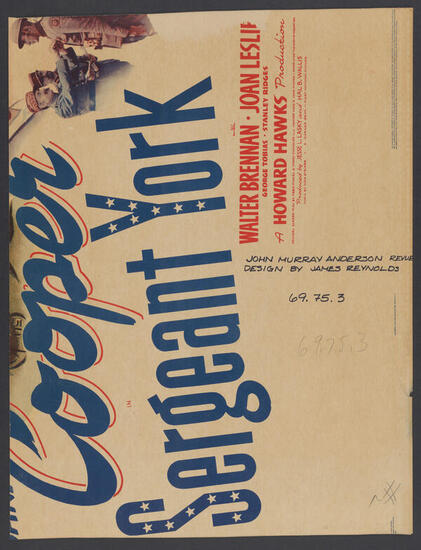 Cooper
IN
Sergeant York
WALTER BRENNAN · JOAN LESLIE
GEORGE TOBIAS · STANLEY RIDGES
A HOWARD HAWKS Production
Produced by JESSE L. LASKY and HAL B. WALLIS
JOHN MURRAY ANDERSON REVUE
DESIGN BY JAMES REYNOLDS
69.75.3
69.75.3